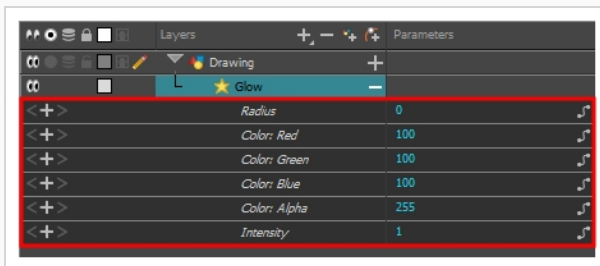 Layers Parameters
Drawing
Glow
Radius 0
Color: Red 100
Color: Green 100
Color: Blue 100
Color: Alpha 255
Intensity 1